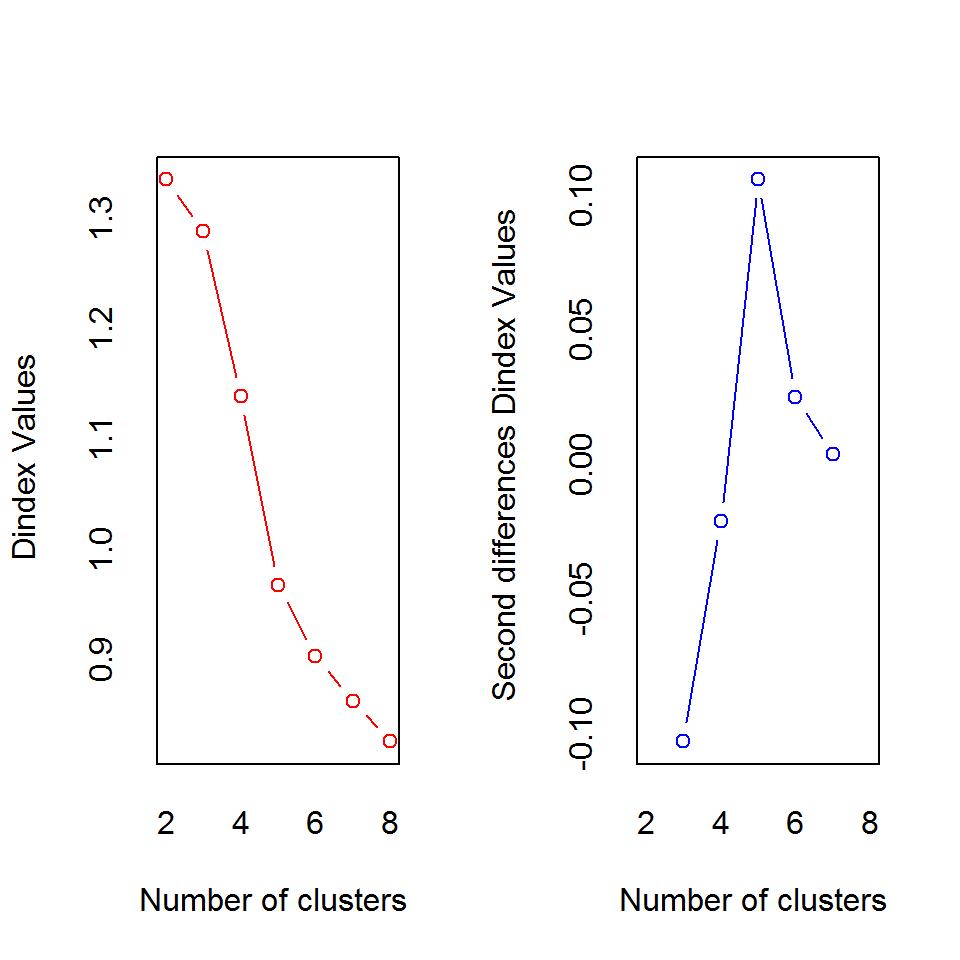 Dindex Values
1.3
1.2
1.1
1.0
0.9
2 4 6 8
Number of clusters
Second differences Dindex Values
0.10
0.05
0.00
-0.05
-0.10
2 4 6 8
Number of clusters